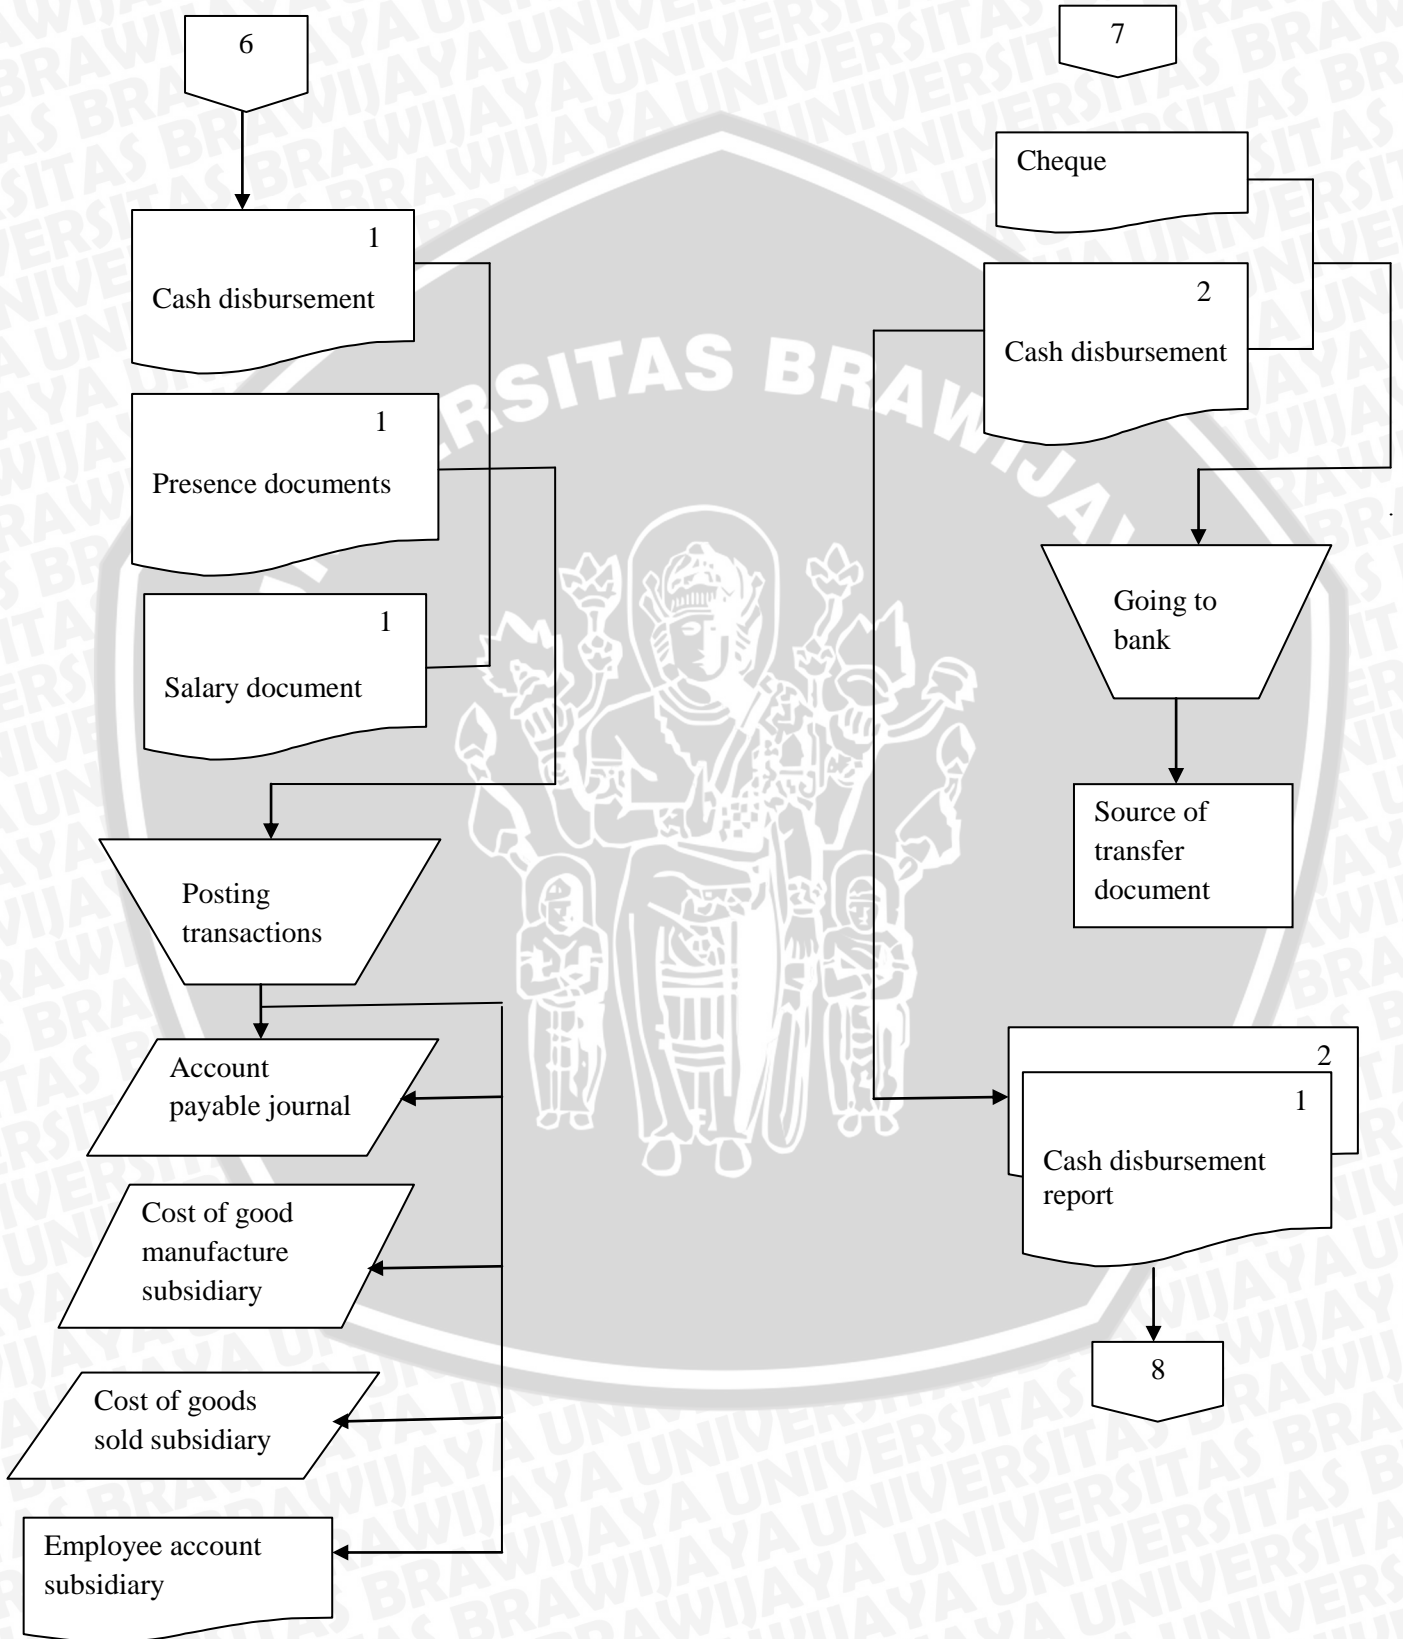 6
1
Cash disbursement
1
Presence documents
1
Salary document
Posting
transactions
Account
payable journal
Cost of good
manufacture
subsidiary
Cost of goods
sold subsidiary
Employee account
subsidiary
7
Cheque
2
Cash disbursement
Going to
bank
Source of
transfer
document
2
1
Cash disbursement
report
8
ERSITAS BRAWIJAY